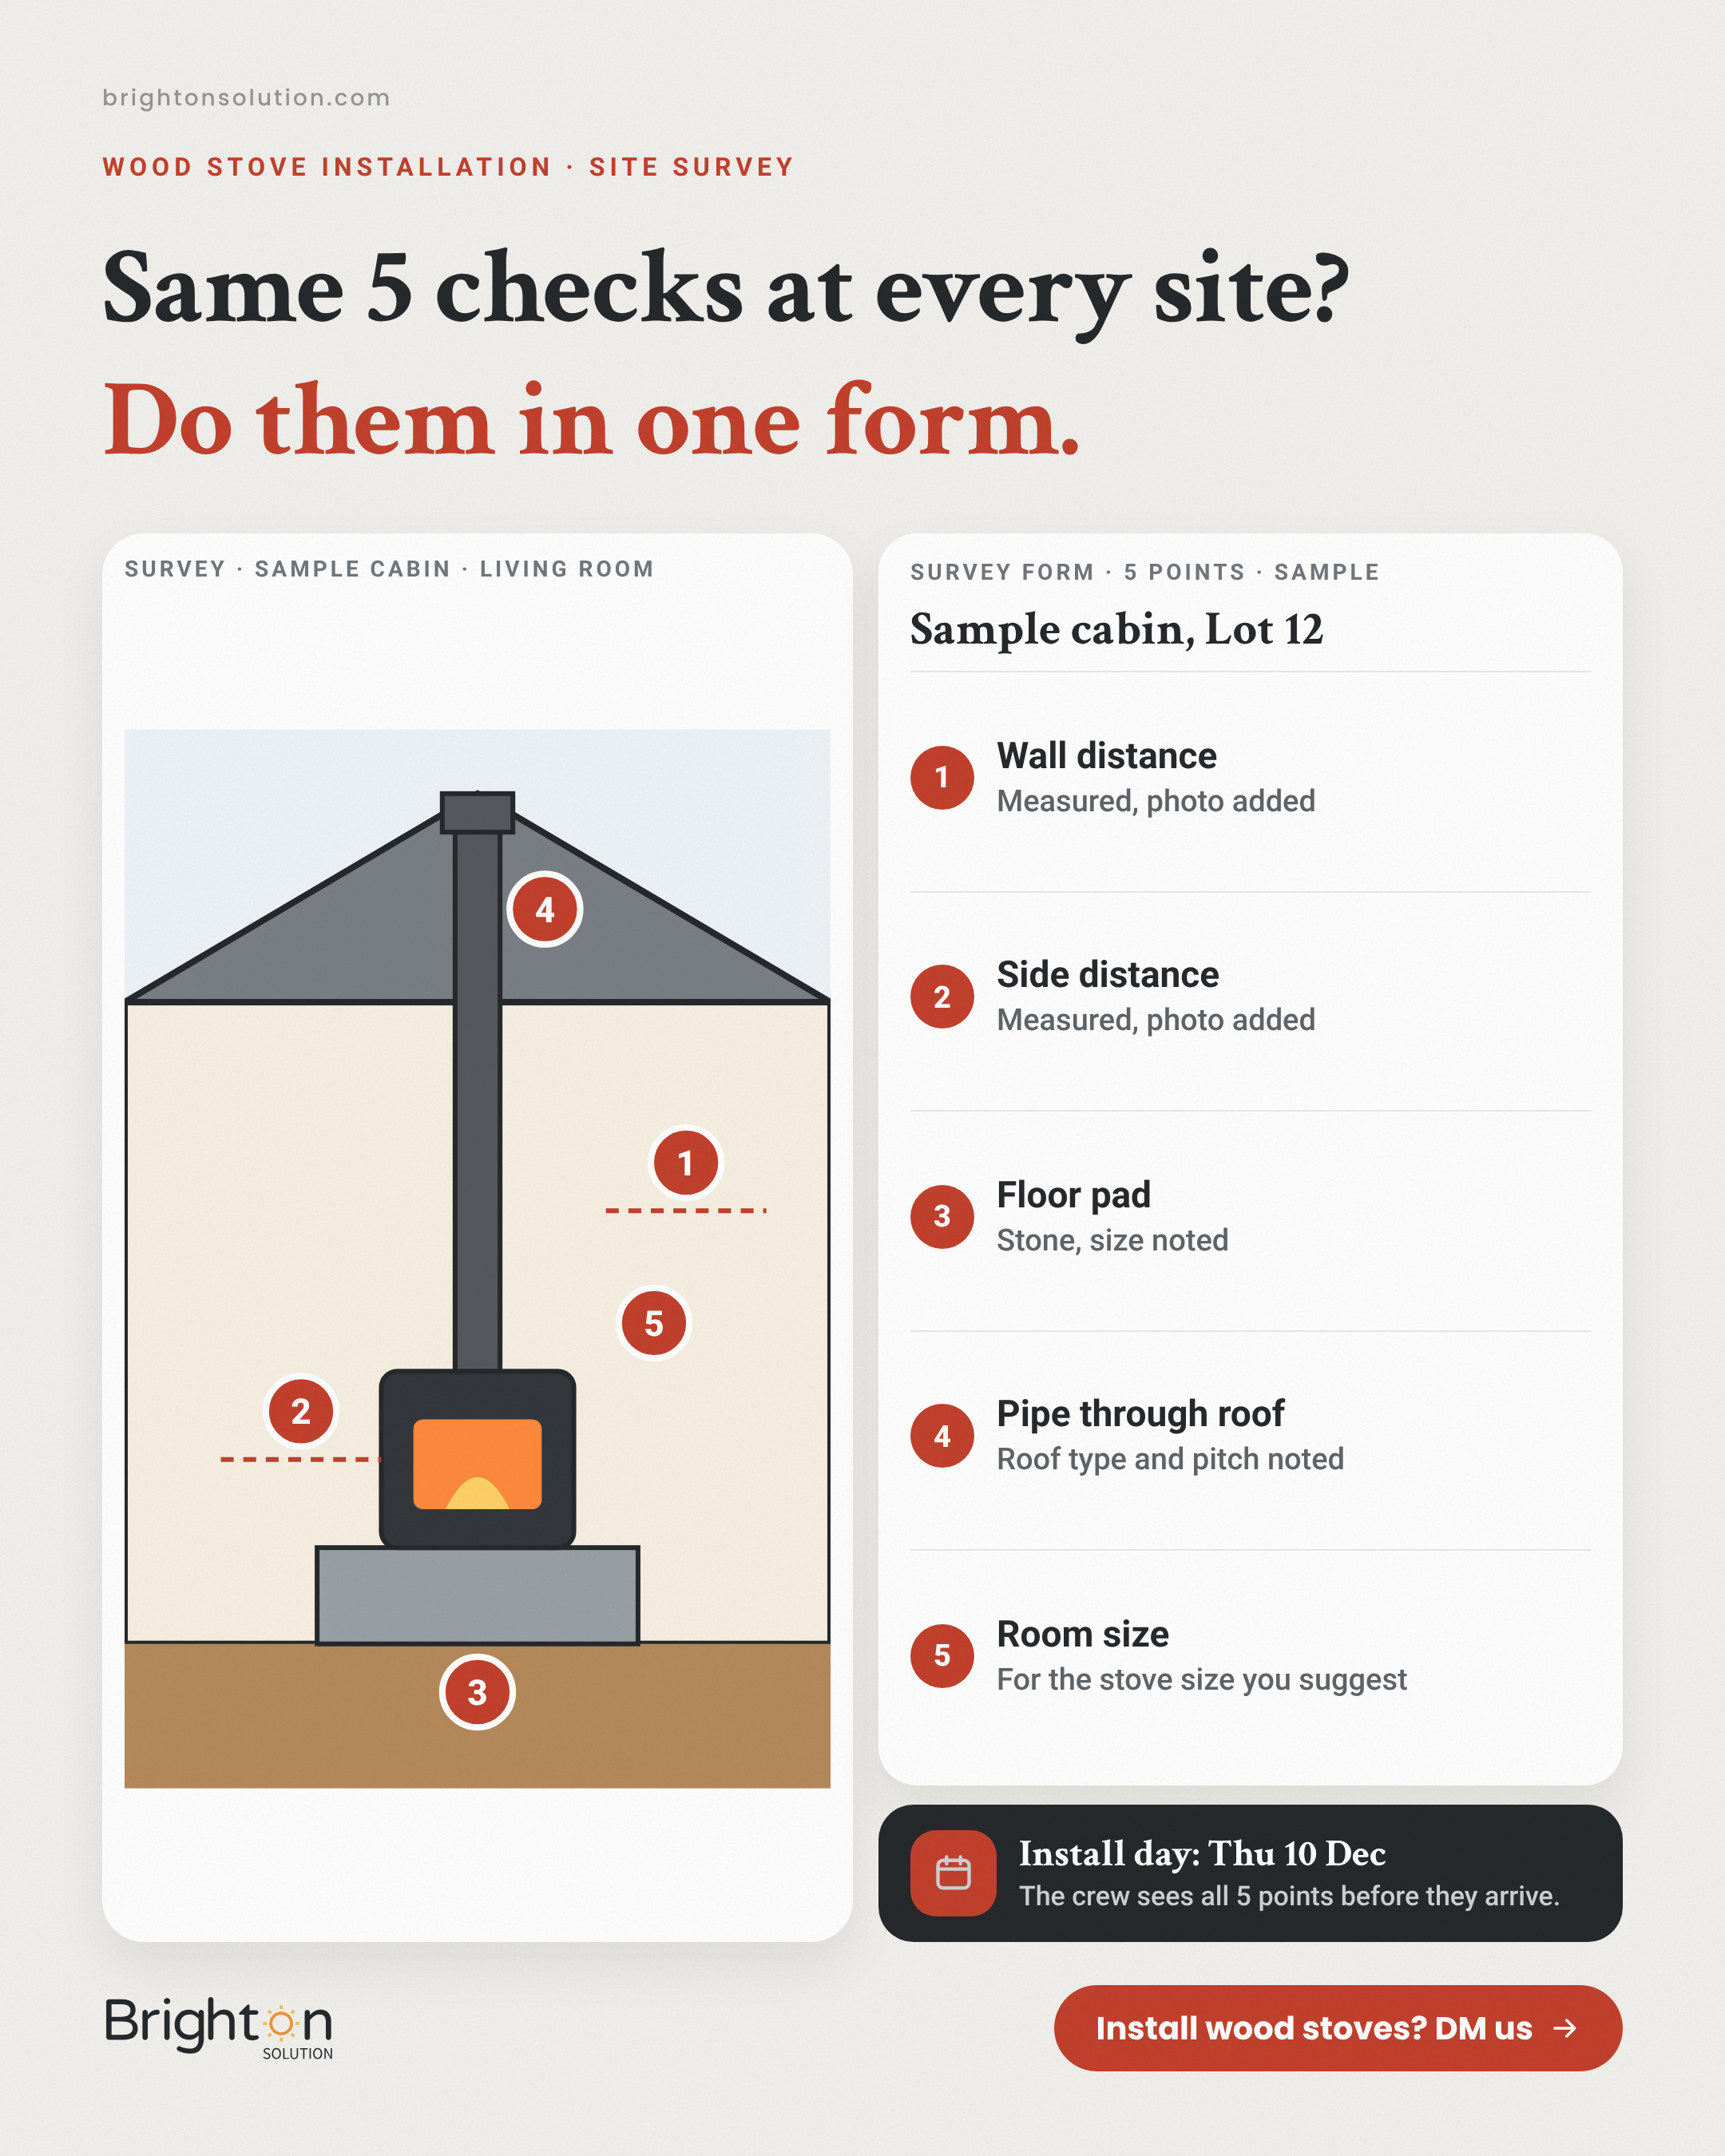 brightonsolution.com
WOOD STOVE INSTALLATION · SITE SURVEY
Same 5 checks at every site?
Do them in one form.
SURVEY · SAMPLE CABIN · LIVING ROOM
4
1
5
2
3
SURVEY FORM · 5 POINTS · SAMPLE
Sample cabin, Lot 12
1
Wall distance
Measured, photo added
2
Side distance
Measured, photo added
3
Floor pad
Stone, size noted
4
Pipe through roof
Roof type and pitch noted
5
Room size
For the stove size you suggest
Install day: Thu 10 Dec
The crew sees all 5 points before they arrive.
Brighton
SOLUTION
Install wood stoves? DM us →